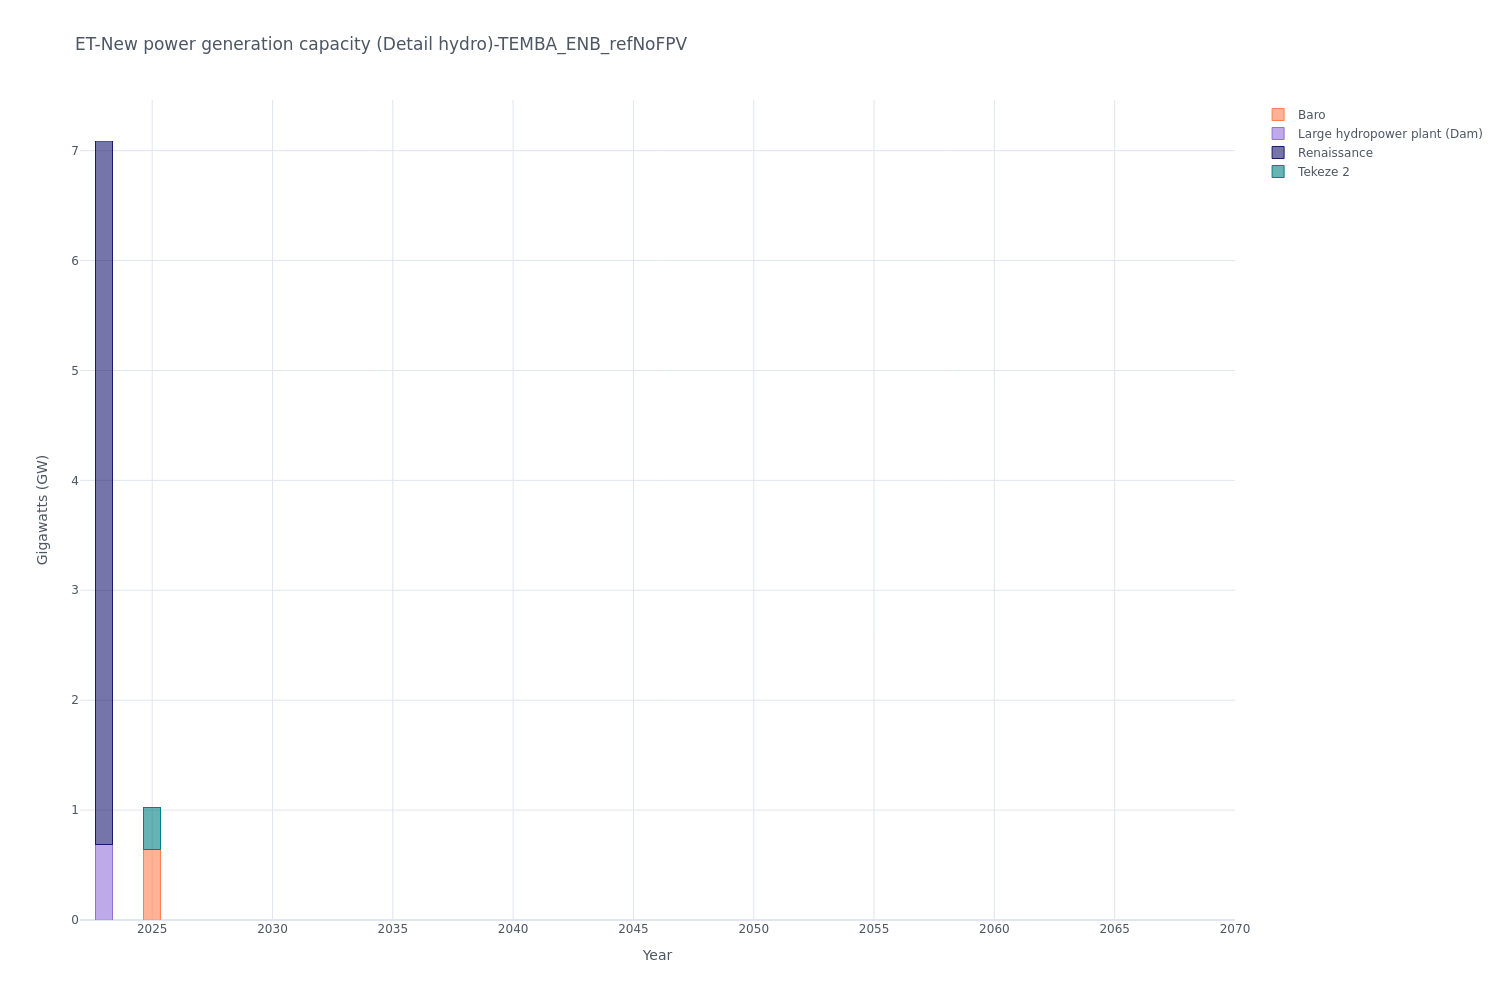 ET-New power generation capacity (Detail hydro)-TEMBA_ENB_refNoFPV
Baro
Large hydropower plant (Dam)
Renaissance
Tekeze 2
7
6
5
4
3
2
1
0
Gigawatts (GW)
2025 2030 2035 2040 2045 2050 2055 2060 2065 2070
Year